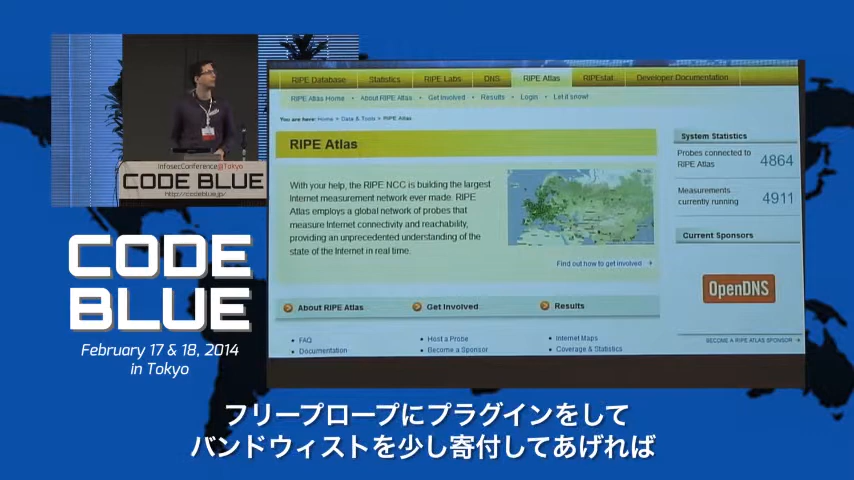 InfosecConference@Tokyo
CODE BLUE
http://codeblue.jp/
RIPE Database
Statistics
RIPE Labs
DNS
RIPE Atlas
RIPEstat
Developer Documentation
RIPE Atlas Home • About RIPE Atlas • Get Involved • Results • Login • Let it snow!
You are here: Home > Data & Tools > RIPE Atlas
RIPE Atlas
With your help, the RIPE NCC is building the largest
Internet measurement network ever made. RIPE
Atlas employs a global network of probes that
measure Internet connectivity and reachability,
providing an unprecedented understanding of the
state of the Internet in real time.
Find out how to get involved
System Statistics
Probes connected to
RIPE Atlas
4864
Measurements
currently running
4911
Current Sponsors
OpenDNS
BECOME A RIPE ATLAS SPONSOR
About RIPE Atlas
Get Involved
Results
• FAQ
• Documentation
• Host a Probe
• Become a Sponsor
• Internet Maps
• Coverage & Statistics
CODE
BLUE
February 17 & 18, 2014
in Tokyo
フリープロープにプラグインをして
バンドウィストを少し寄付してあげれば